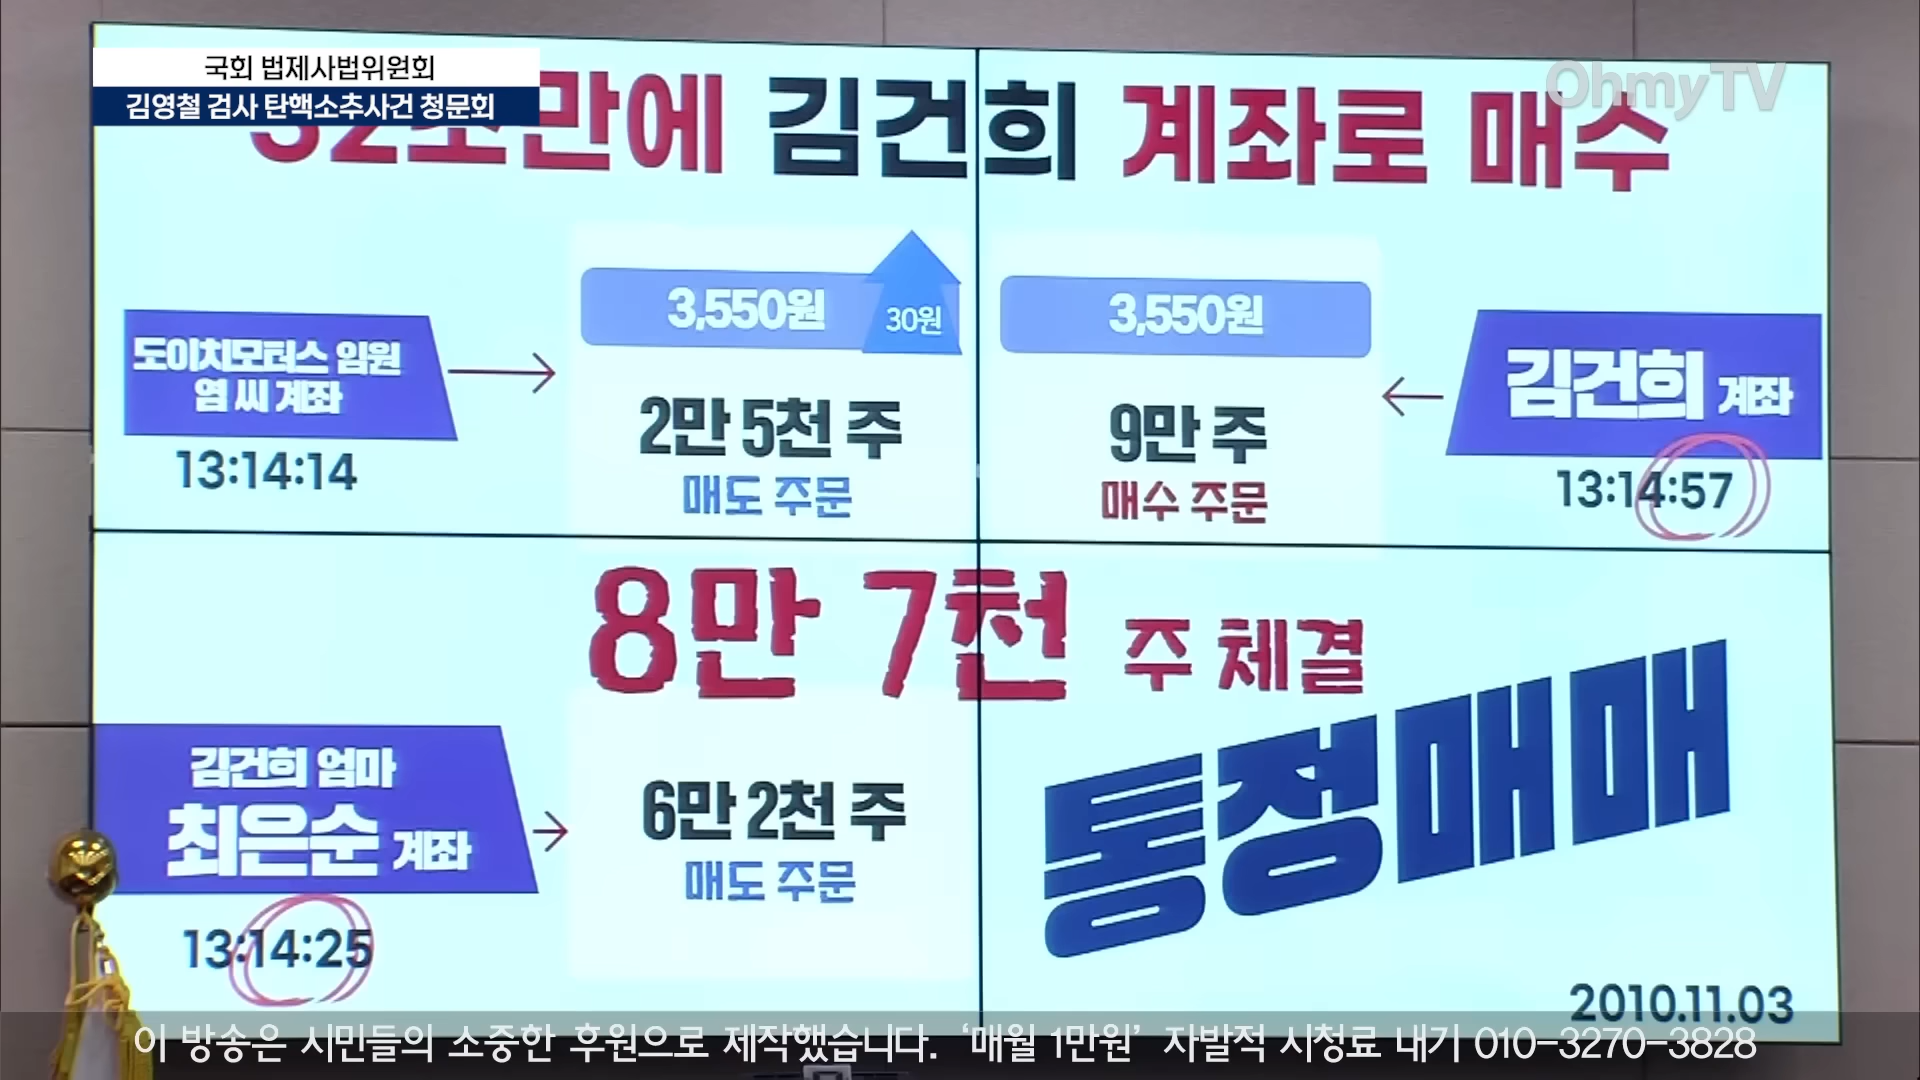 국회 법제사법위원회
김영철 검사 탄핵소추사건 청문회
OhmyTV
32초만에 김건희 계좌로 매수
3,550원
30원
3,550원
도이치모터스 임원
염 씨 계좌
13:14:14
2만 5천 주
매도 주문
9만 주
매수 주문
김건희 계좌
13:14:57
8만 7천 주 체결
김건희 엄마
최은순 계좌
13:14:25
6만 2천 주
매도 주문
통정매매
2010.11.03
이 방송은 시민들의 소중한 후원으로 제작했습니다. ‘매월 1만원’ 자발적 시청료 내기 010-3270-3828